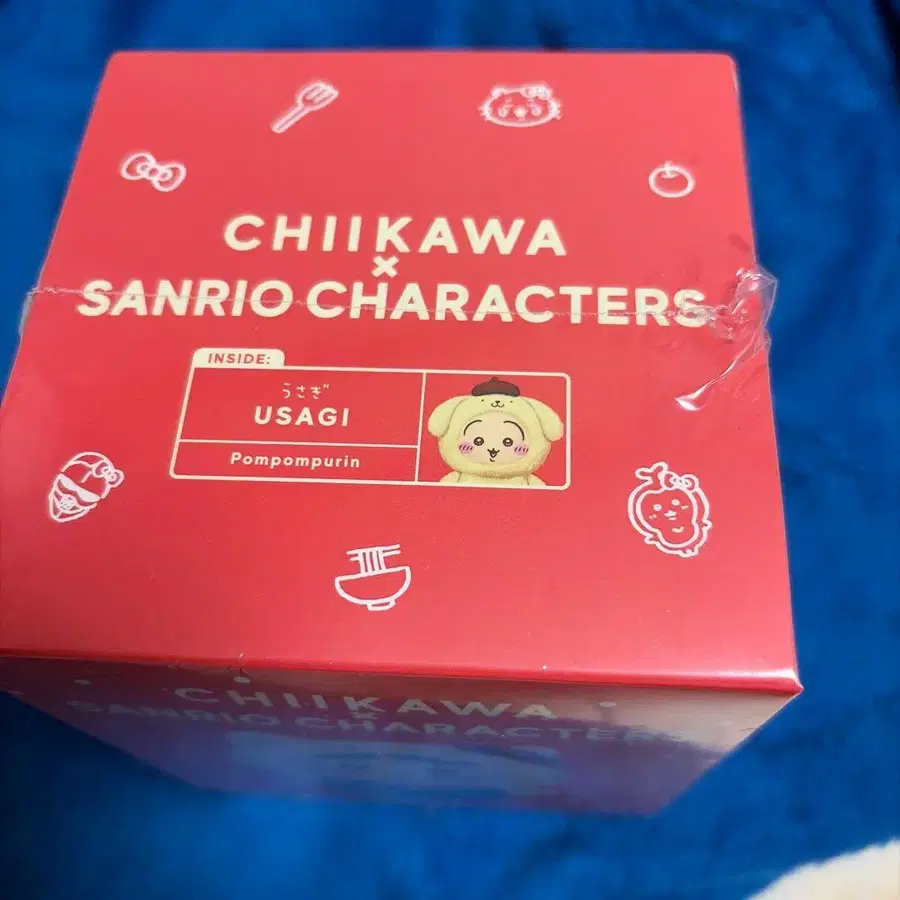 CHIIKAWA
×
SANRIO CHARACTERS
INSIDE:
うさぎ
USAGI
Pompompurin
CHIIKAWA
×
SANRIO CHARACTERS